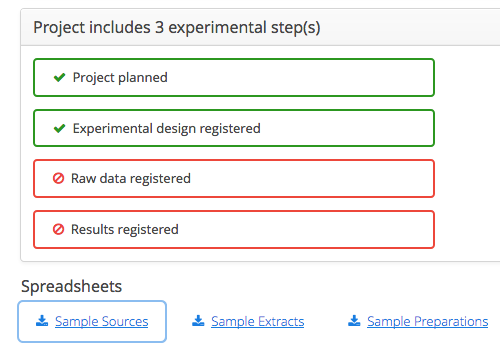 Project includes 3 experimental step(s)
Project planned
Experimental design registered
Raw data registered
Results registered
Spreadsheets
Sample Sources Sample Extracts Sample Preparations